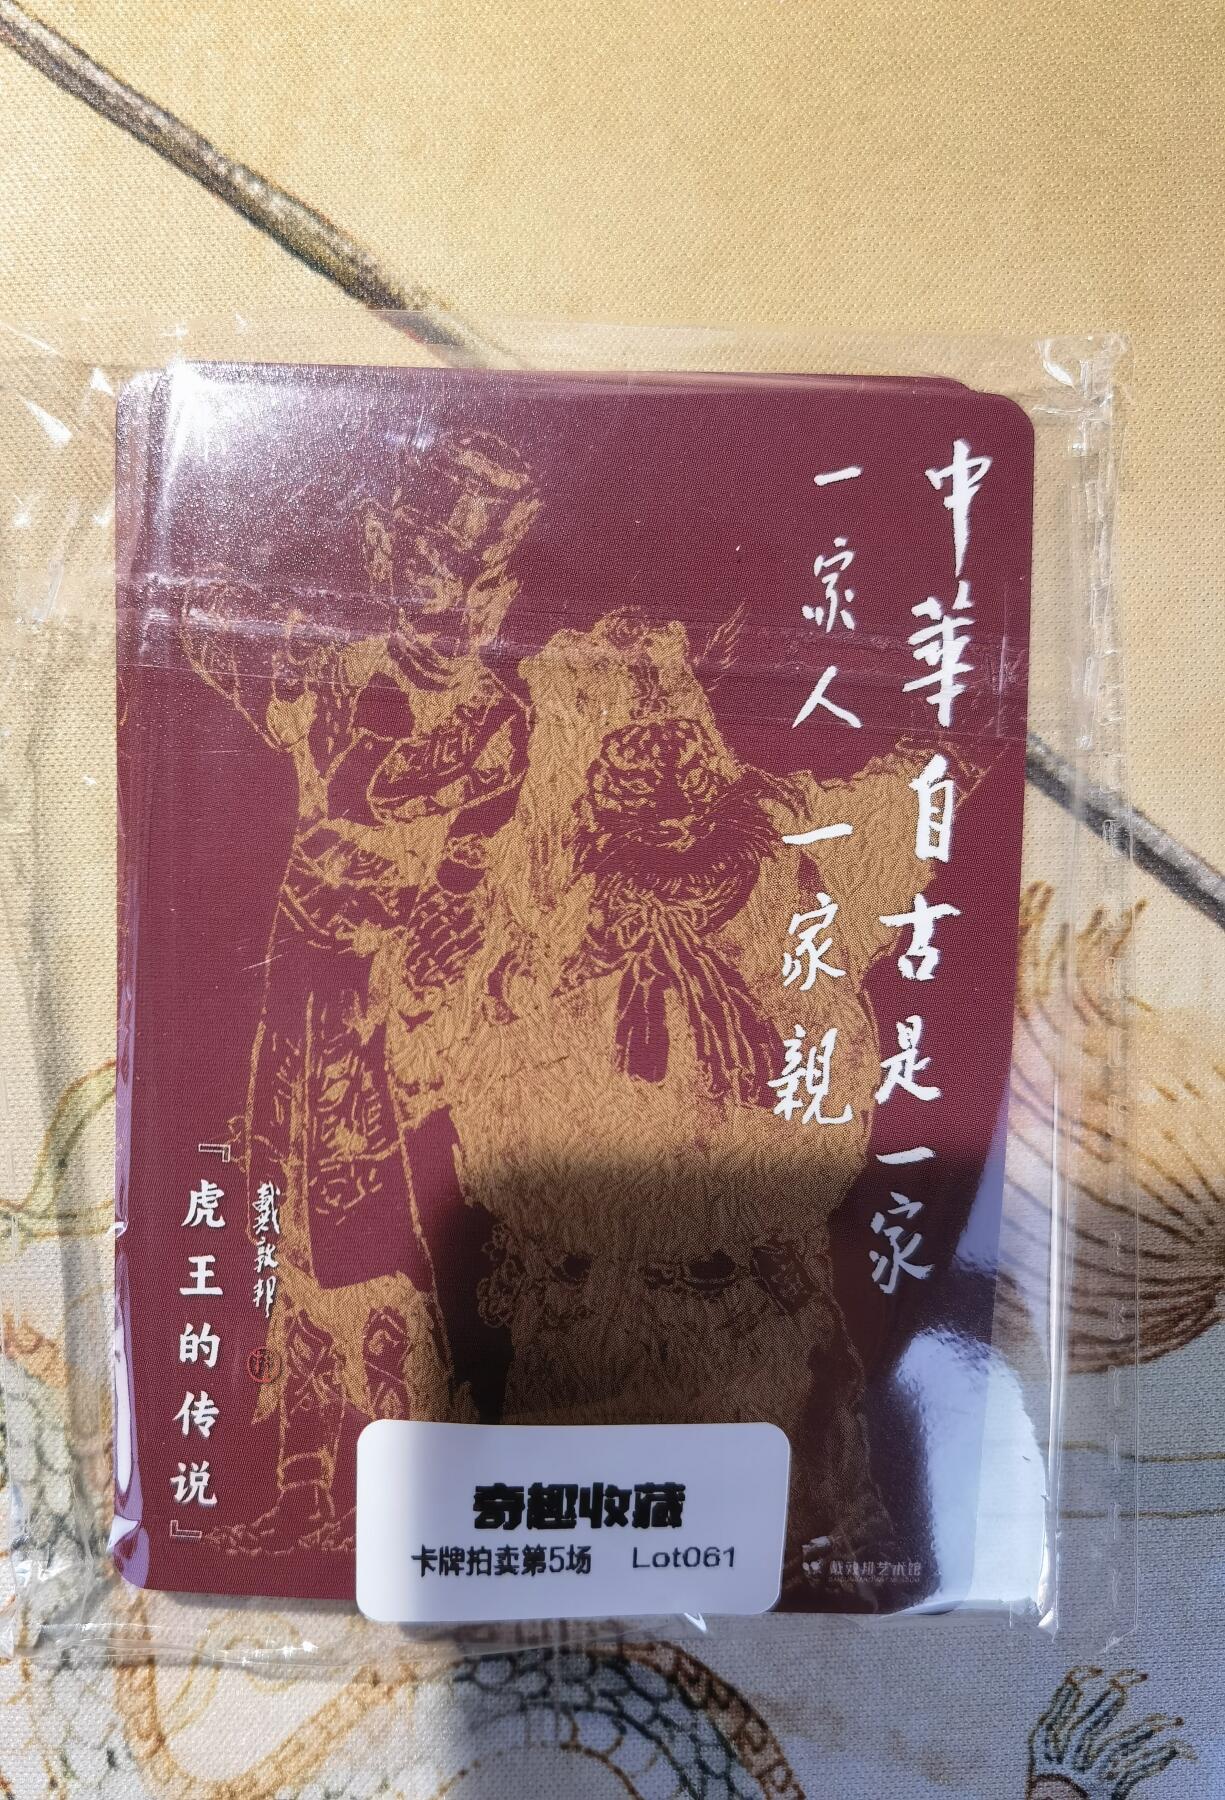 中華自古是一家
一家人一家親
戴敦邦
『虎王的传说』
奇趣收藏
卡牌拍卖第5场 Lot061
戴敦邦艺术馆